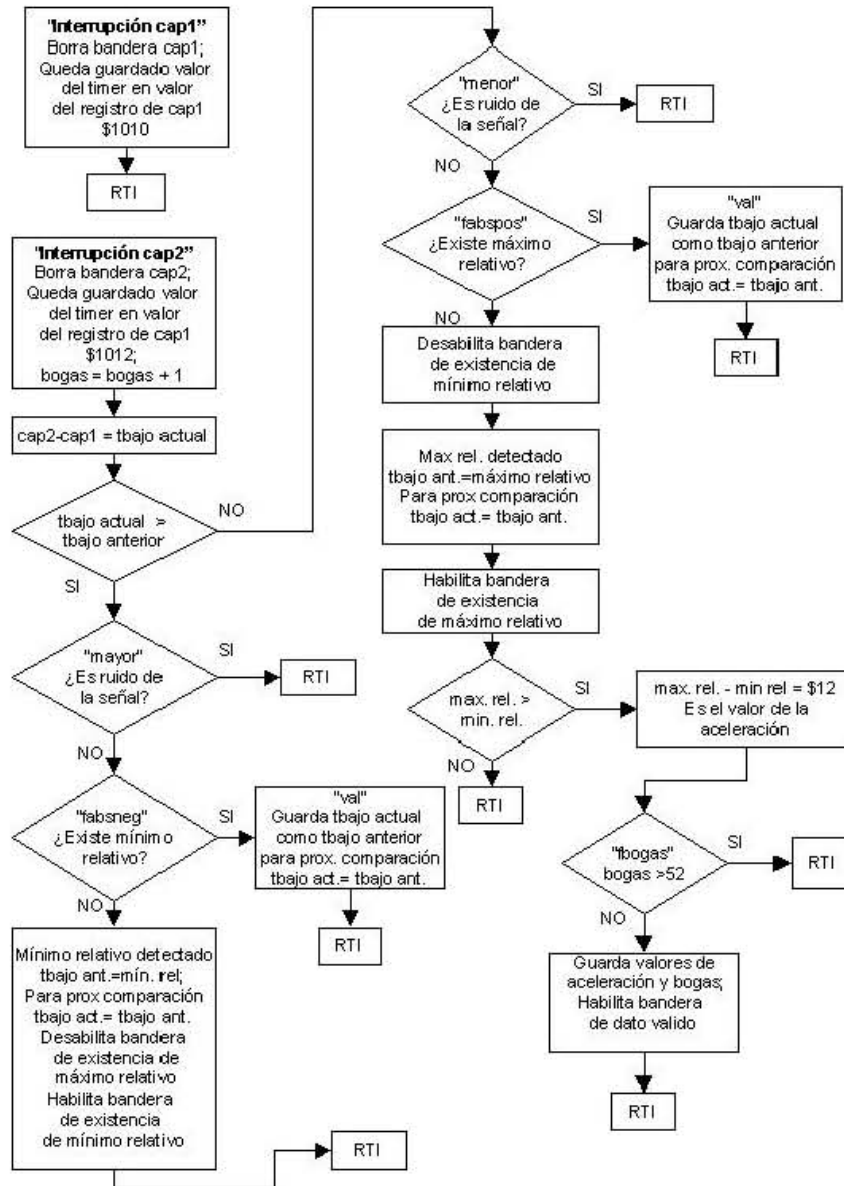 "Interrupción cap1"
Borra bandera cap1;
Queda guardado valor
del timer en valor
del registro de cap1
$1010
RTI
"Interrupción cap2"
Borra bandera cap2;
Queda guardado valor
del timer en valor
del registro de cap1
$1012;
bogas = bogas + 1
cap2-cap1 = tbajo actual
tbajo actual >
tbajo anterior
NO
SI
"mayor"
¿Es ruido de
la señal?
SI
RTI
NO
"fabsneg"
¿Existe mínimo
relativo?
SI
"val"
Guarda tbajo actual
como tbajo anterior
para prox. comparación
tbajo act.= tbajo ant.
RTI
NO
Mínimo relativo detectado
tbajo ant.=mín. rel;
Para prox comparación
tbajo act.= tbajo ant.
Desabilita bandera
de existencia de
máximo relativo
Habilita bandera
de existencia
de mínimo relativo
RTI
"menor"
¿Es ruido de
la señal?
SI
RTI
NO
"fabspos"
¿Existe máximo
relativo?
SI
"val"
Guarda tbajo actual
como tbajo anterior
para prox. comparación
tbajo act.= tbajo ant.
RTI
NO
Desabilita bandera
de existencia de
mínimo relativo
Max rel. detectado
tbajo ant.=máximo relativo
Para prox comparación
tbajo act.= tbajo ant.
Habilita bandera
de existencia
de máximo relativo
max. rel. >
min. rel.
SI
NO
RTI
max. rel. - min rel = $12
Es el valor de la
aceleración
"fbogas"
bogas >52
SI
RTI
NO
Guarda valores de
aceleración y bogas;
Habilita bandera
de dato valido
RTI